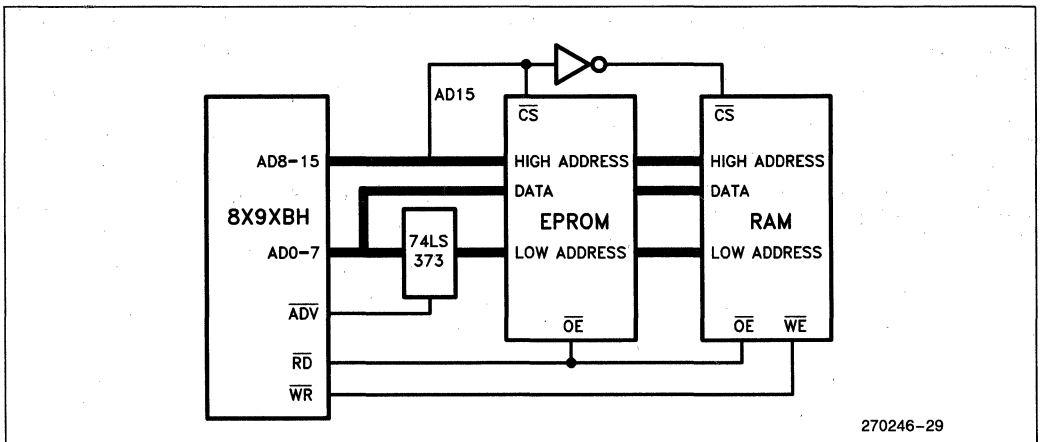 AD15
CS
CS
AD8-15
HIGH ADDRESS
HIGH ADDRESS
DATA
DATA
8X9XBH
74LS
373
EPROM
RAM
AD0-7
LOW ADDRESS
LOW ADDRESS
ADV
OE
OE
WE
RD
WR
270246-29